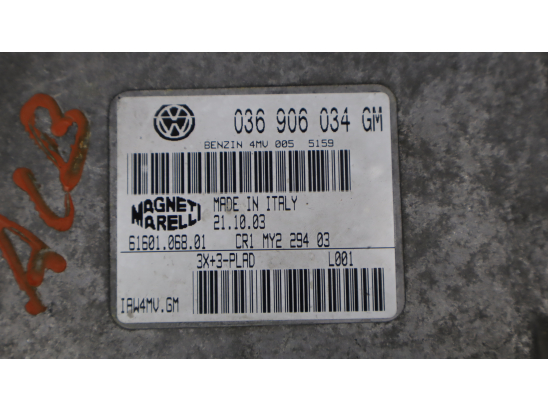 036 906 034 GM
BENZIN 4MV 005 5159
MAGNETI MARELLI
MADE IN ITALY
21.10.03
61601.068.01 CR1 MY2 294 03
3X+3-PLAD L001
IAW4MV.GM